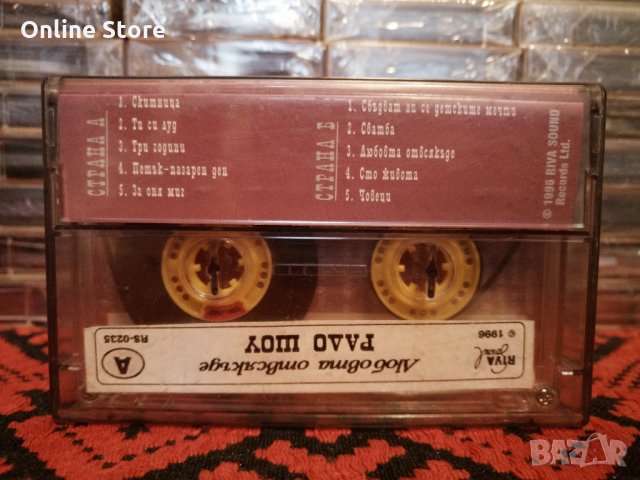 Online Store
СТРАНА А
1. Скитница
2. Ти си луд
3. Три години
4. Петък-пазарен ден
5. За оня миг
СТРАНА Б
1. Сбъдват ли се детските мечти
2. Сватба
3. Любовта отвсякъде
4. Сто живота
5. Човеци
© 1996 RIVA SOUND
Records Ltd.
RIVA
Sound
© 1996
Любовта отвсякъде
РАДО ШОУ
A
RS-0235
BAZAR